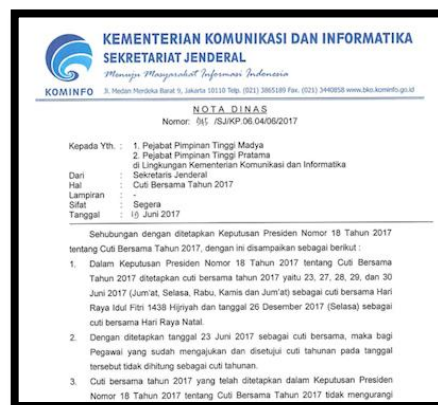 KEMENTERIAN KOMUNIKASI DAN INFORMATIKA
SEKRETARIAT JENDERAL
Menuju Masyarakat Informasi Indonesia
KOMINFO
Jl. Medan Merdeka Barat 9, Jakarta 10110 Telp. (021) 3865189 Fax. (021) 3440858 www.bko.kominfo.go.id
NOTA DINAS
Nomor: /SJ/KP.06.04/06/2017
Kepada Yth. : 1. Pejabat Pimpinan Tinggi Madya
2. Pejabat Pimpinan Tinggi Pratama
di Lingkungan Kementerian Komunikasi dan Informatika
Dari : Sekretaris Jenderal
Hal : Cuti Bersama Tahun 2017
Lampiran : -
Sifat : Segera
Tanggal : Juni 2017
Sehubungan dengan ditetapkan Keputusan Presiden Nomor 18 Tahun 2017
tentang Cuti Bersama Tahun 2017, dengan ini disampaikan sebagai berikut :
1. Dalam Keputusan Presiden Nomor 18 Tahun 2017 tentang Cuti Bersama
Tahun 2017 ditetapkan cuti bersama tahun 2017 yaitu 23, 27, 28, 29, dan 30
Juni 2017 (Jum'at, Selasa, Rabu, Kamis dan Jum'at) sebagai cuti bersama Hari
Raya Idul Fitri 1438 Hijriyah dan tanggal 26 Desember 2017 (Selasa) sebagai
cuti bersama Hari Raya Natal.
2. Dengan ditetapkan tanggal 23 Juni 2017 sebagai cuti bersama, maka bagi
Pegawai yang sudah mengajukan dan disetujui cuti tahunan pada tanggal
tersebut tidak dihitung sebagai cuti tahunan.
3. Cuti bersama tahun 2017 yang telah ditetapkan dalam Keputusan Presiden
Nomor 18 Tahun 2017 tentang Cuti Bersama Tahun 2017 tidak mengurangi